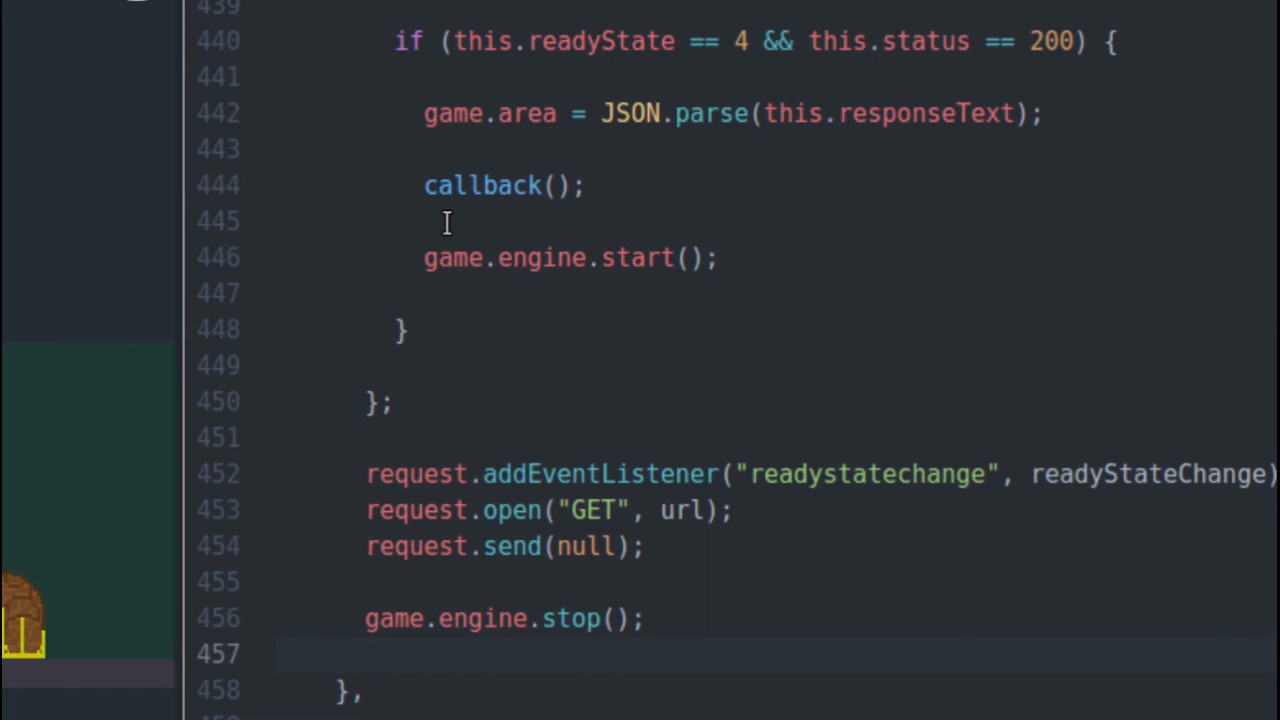 439
440 if (this.readyState == 4 && this.status == 200) {
441
442 game.area = JSON.parse(this.responseText);
443
444 callback();
445
446 game.engine.start();
447
448 }
449
450 };
451
452 request.addEventListener("readystatechange", readyStateChange)
453 request.open("GET", url);
454 request.send(null);
455
456 game.engine.stop();
457
458 },